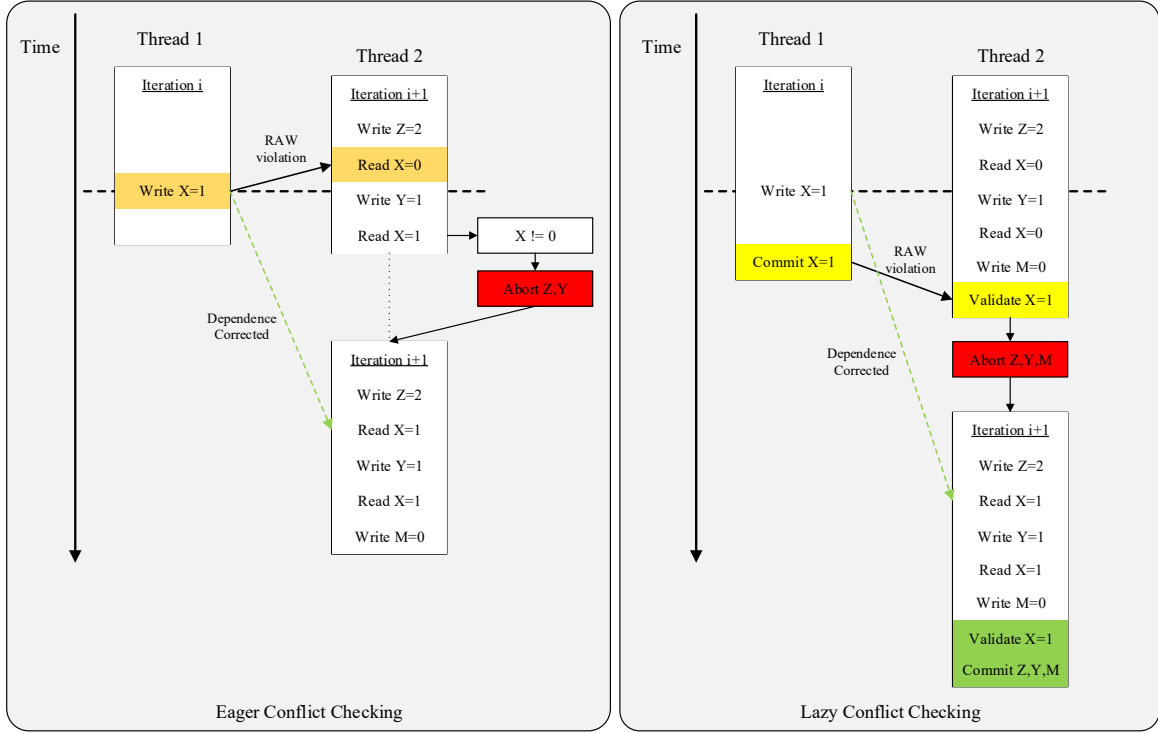 Time
Thread 1
Thread 2
Iteration i
Write X=1
RAW
violation
Iteration i+1
Write Z=2
Read X=0
Write Y=1
Read X=1
X != 0
Abort Z,Y
Dependence
Corrected
Iteration i+1
Write Z=2
Read X=1
Write Y=1
Read X=1
Write M=0
Eager Conflict Checking
Time
Thread 1
Thread 2
Iteration i
Write X=1
Commit X=1
RAW
violation
Iteration i+1
Write Z=2
Read X=0
Write Y=1
Read X=0
Write M=0
Validate X=1
Abort Z,Y,M
Dependence
Corrected
Iteration i+1
Write Z=2
Read X=1
Write Y=1
Read X=1
Write M=0
Validate X=1
Commit Z,Y,M
Lazy Conflict Checking